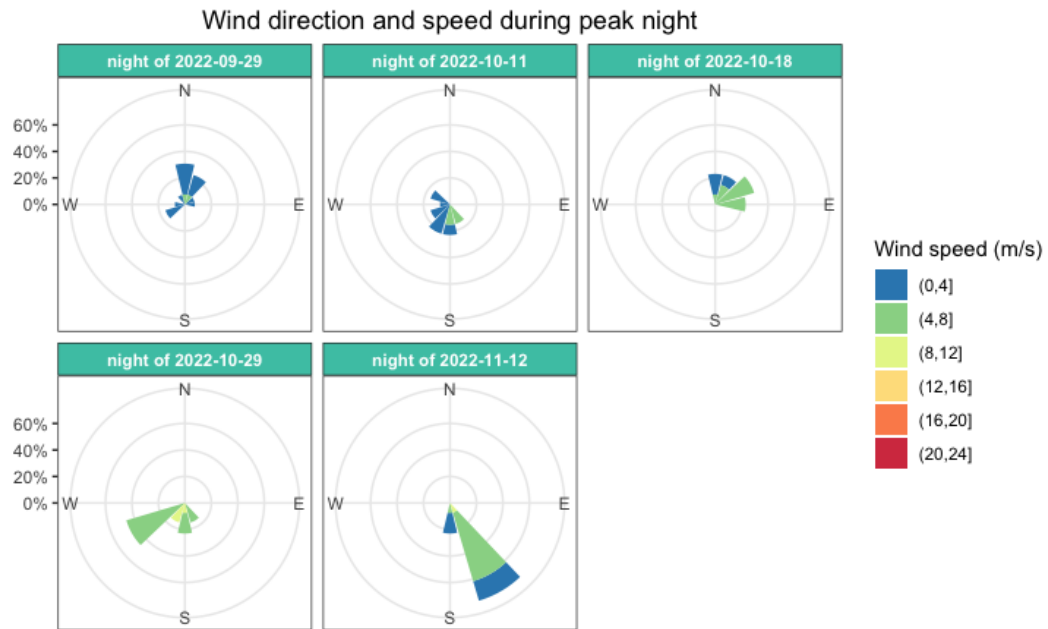 Wind direction and speed during peak night
night of 2022-09-29
night of 2022-10-11
night of 2022-10-18
N
N
N
60%
40%
20%
0%
W
E
W
E
W
E
S
S
S
night of 2022-10-29
night of 2022-11-12
N
N
60%
40%
20%
0%
W
E
W
E
S
S
Wind speed (m/s)
(0,4]
(4,8]
(8,12]
(12,16]
(16,20]
(20,24]